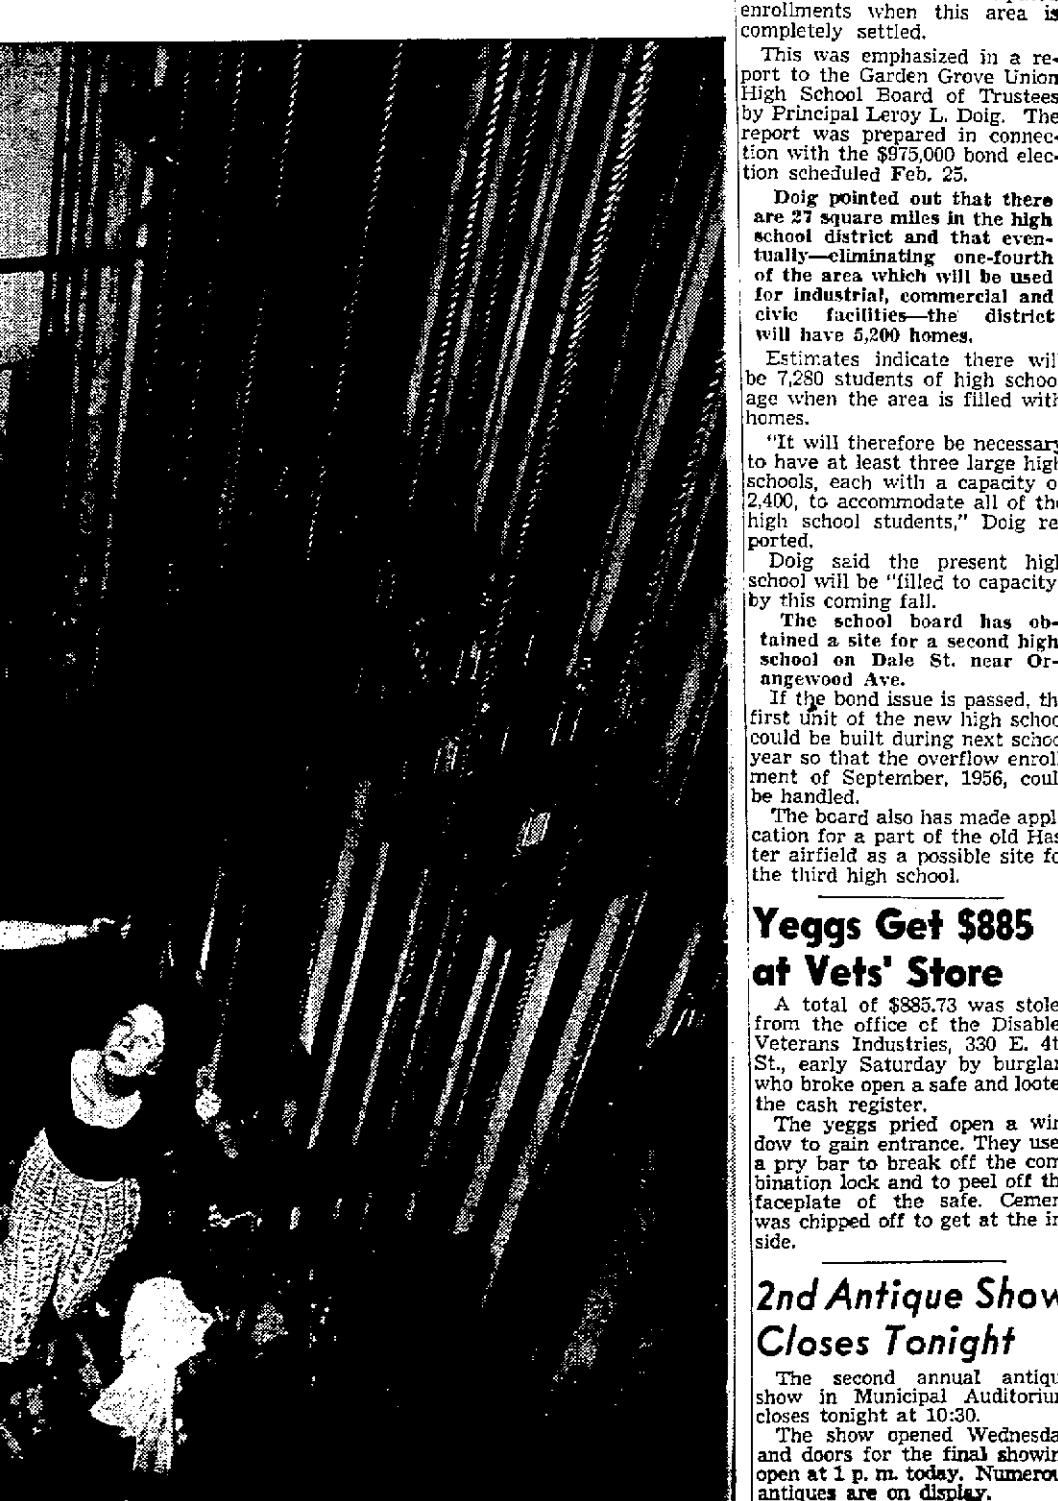 enrollments when this area is
completely settled.
This was emphasized in a re-
port to the Garden Grove Union
High School Board of Trustees
by Principal Leroy L. Doig. The
report was prepared in connec-
tion with the $975,000 bond elec-
tion scheduled Feb. 25.
Doig pointed out that there
are 27 square miles in the high
school district and that even-
tually—eliminating one-fourth
of the area which will be used
for industrial, commercial and
civic facilities—the district
will have 5,200 homes.
Estimates indicate there wil
be 7,280 students of high schoo
age when the area is filled with
homes.
"It will therefore be necessary
to have at least three large high
schools, each with a capacity o
2,400, to accommodate all of the
high school students," Doig re
ported.
Doig said the present high
school will be "filled to capacity
by this coming fall.
The school board has ob-
tained a site for a second high
school on Dale St. near Or-
angewood Ave.
If the bond issue is passed, th
first unit of the new high schoo
could be built during next schoo
year so that the overflow enrol
ment of September, 1956, coul
be handled.
The board also has made appl
cation for a part of the old Has
ter airfield as a possible site fo
the third high school.
Yeggs Get $885
at Vets' Store
A total of $885.73 was stole
from the office of the Disable
Veterans Industries, 330 E. 4t
St., early Saturday by burglar
who broke open a safe and loote
the cash register.
The yeggs pried open a win
dow to gain entrance. They use
a pry bar to break off the com
bination lock and to peel off th
faceplate of the safe. Cemen
was chipped off to get at the in
side.
2nd Antique Show
Closes Tonight
The second annual antiqu
show in Municipal Auditoriu
closes tonight at 10:30.
The show opened Wednesda
and doors for the final showin
open at 1 p. m. today. Numerou
antiques are on display.